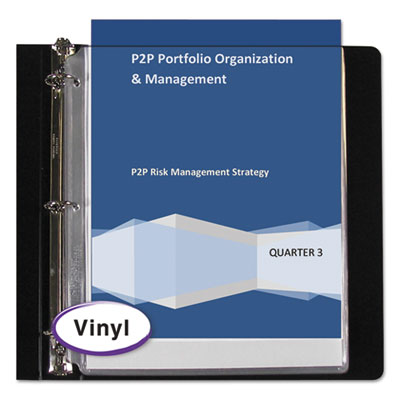 P2P Portfolio Organization
& Management
P2P Risk Management Strategy
QUARTER 3
Vinyl